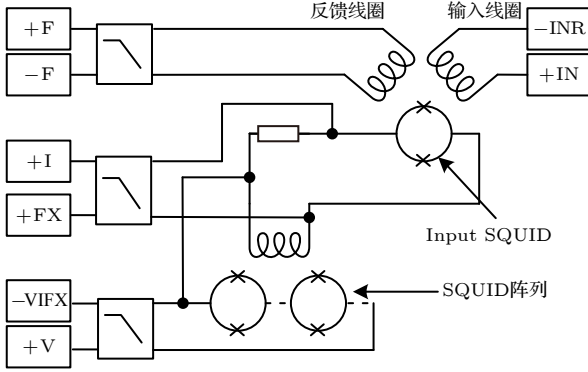 反馈线圈 输入线圈
+F −INR
−F +IN
+I
+FX
Input SQUID
−VIFX SQUID阵列
+V